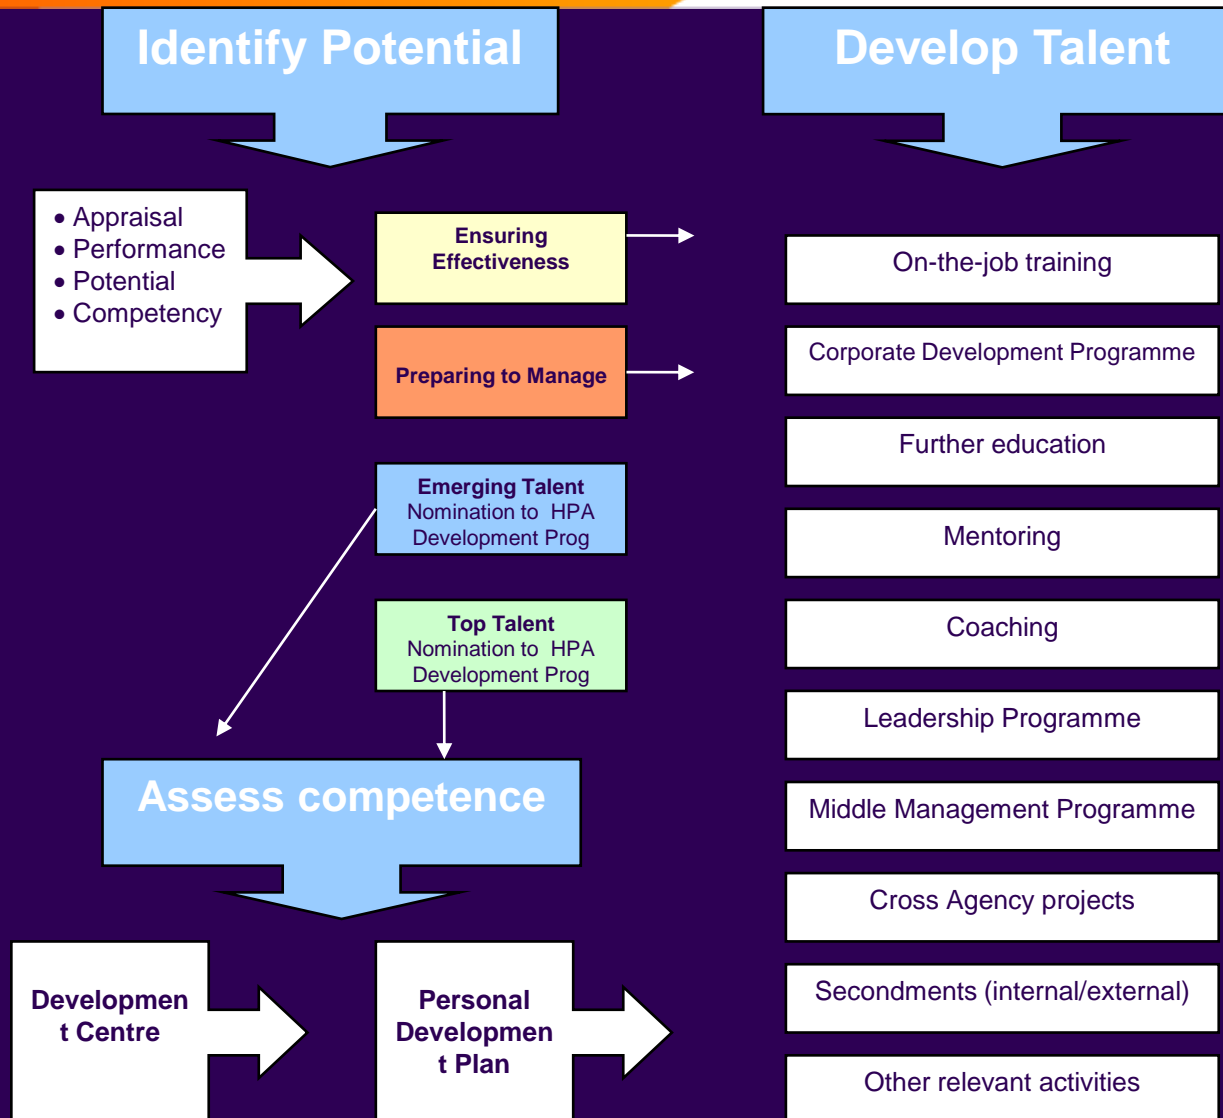 Identify Potential
Develop Talent
• Appraisal
• Performance
• Potential
• Competency
Ensuring
Effectiveness
Preparing to Manage
Emerging Talent
Nomination to HPA
Development Prog
Top Talent
Nomination to HPA
Development Prog
Assess competence
Developmen
t Centre
Personal
Developmen
t Plan
On-the-job training
Corporate Development Programme
Further education
Mentoring
Coaching
Leadership Programme
Middle Management Programme
Cross Agency projects
Secondments (internal/external)
Other relevant activities